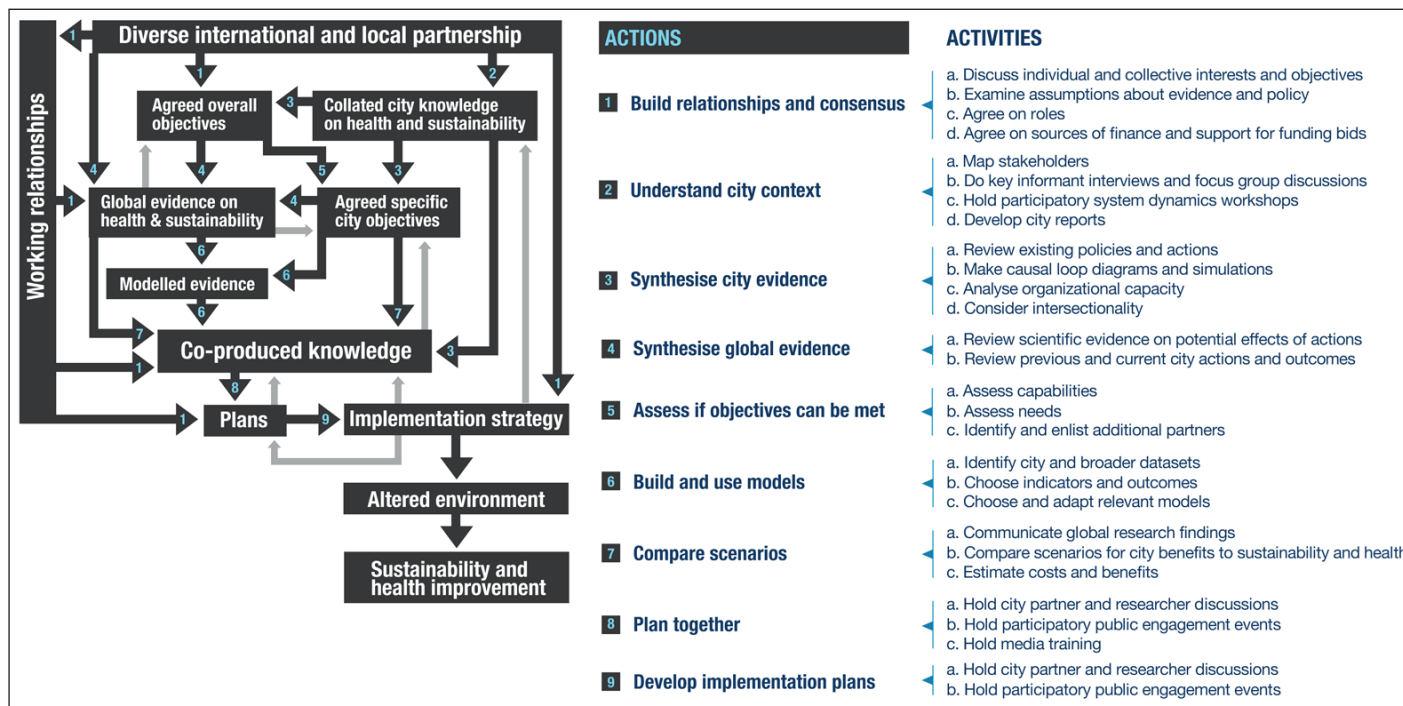 Diverse international and local partnership
1
1
2
Working relationships
Agreed overall
objectives
3
Collated city knowledge
on health and sustainability
4
4
5
3
1
Global evidence on
health & sustainability
4
Agreed specific
city objectives
6
6
Modelled evidence
6
7
7
Co-produced knowledge
3
1
8
1
1
Plans
9
Implementation strategy
Altered environment
Sustainability and
health improvement
ACTIONS
ACTIVITIES
1 Build relationships and consensus
a. Discuss individual and collective interests and objectives
b. Examine assumptions about evidence and policy
c. Agree on roles
d. Agree on sources of finance and support for funding bids
2 Understand city context
a. Map stakeholders
b. Do key informant interviews and focus group discussions
c. Hold participatory system dynamics workshops
d. Develop city reports
3 Synthesise city evidence
a. Review existing policies and actions
b. Make causal loop diagrams and simulations
c. Analyse organizational capacity
d. Consider intersectionality
4 Synthesise global evidence
a. Review scientific evidence on potential effects of actions
b. Review previous and current city actions and outcomes
5 Assess if objectives can be met
a. Assess capabilities
b. Assess needs
c. Identify and enlist additional partners
6 Build and use models
a. Identify city and broader datasets
b. Choose indicators and outcomes
c. Choose and adapt relevant models
7 Compare scenarios
a. Communicate global research findings
b. Compare scenarios for city benefits to sustainability and health
c. Estimate costs and benefits
8 Plan together
a. Hold city partner and researcher discussions
b. Hold participatory public engagement events
c. Hold media training
9 Develop implementation plans
a. Hold city partner and researcher discussions
b. Hold participatory public engagement events